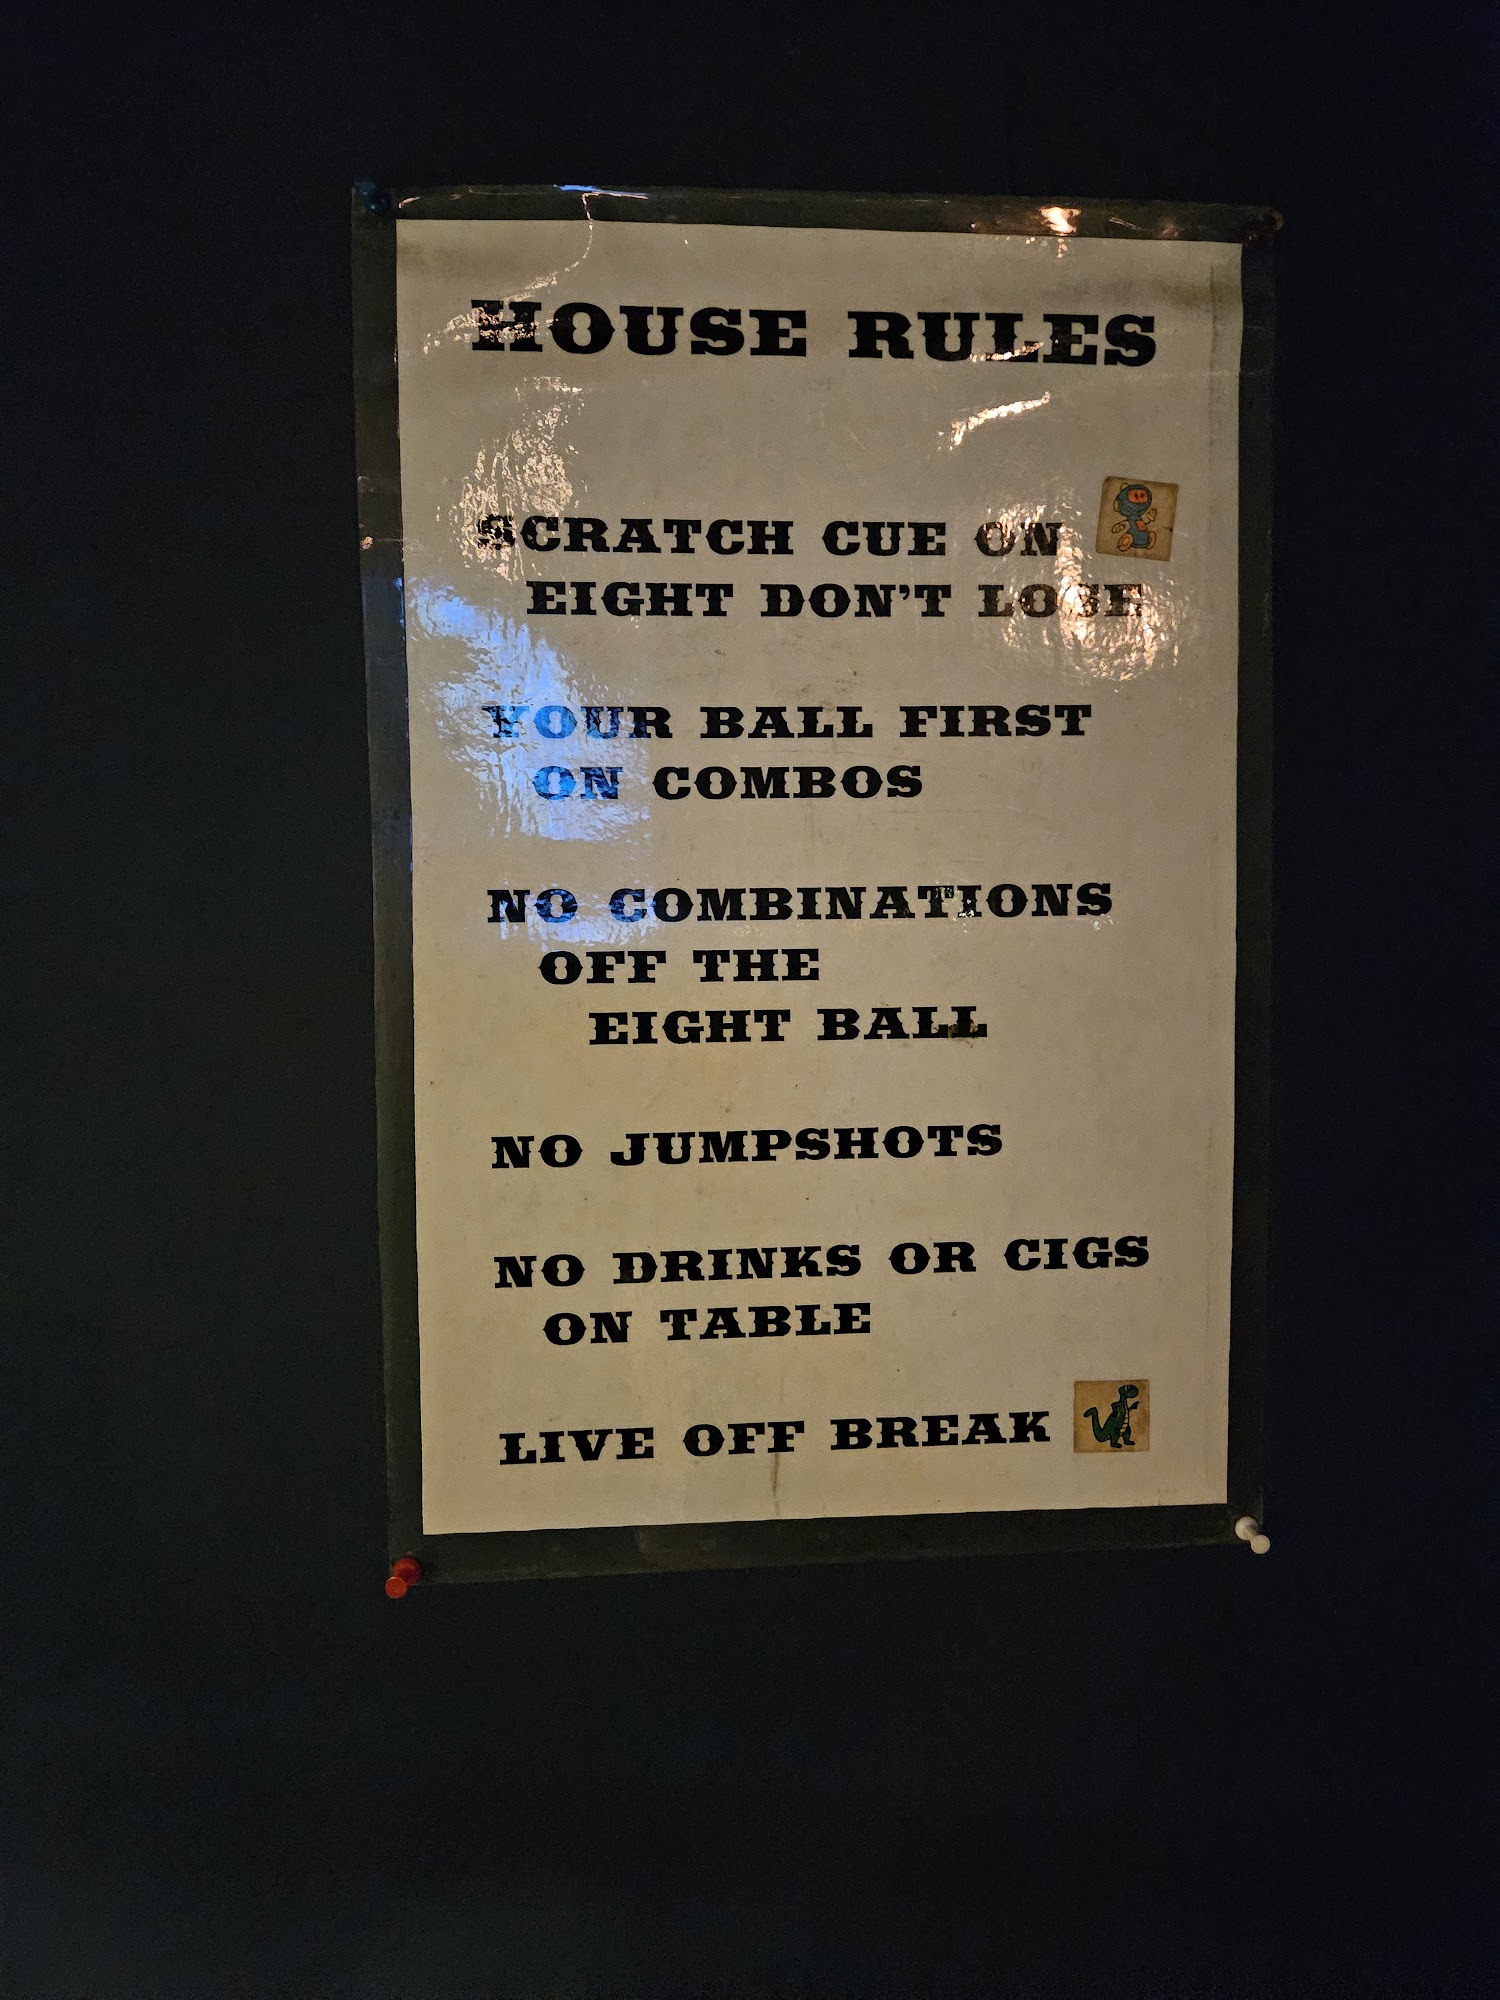 HOUSE RULES
SCRATCH CUE ON
EIGHT DON'T LOSE
YOUR BALL FIRST
ON COMBOS
NO COMBINATIONS
OFF THE
EIGHT BALL
NO JUMPSHOTS
NO DRINKS OR CIGS
ON TABLE
LIVE OFF BREAK